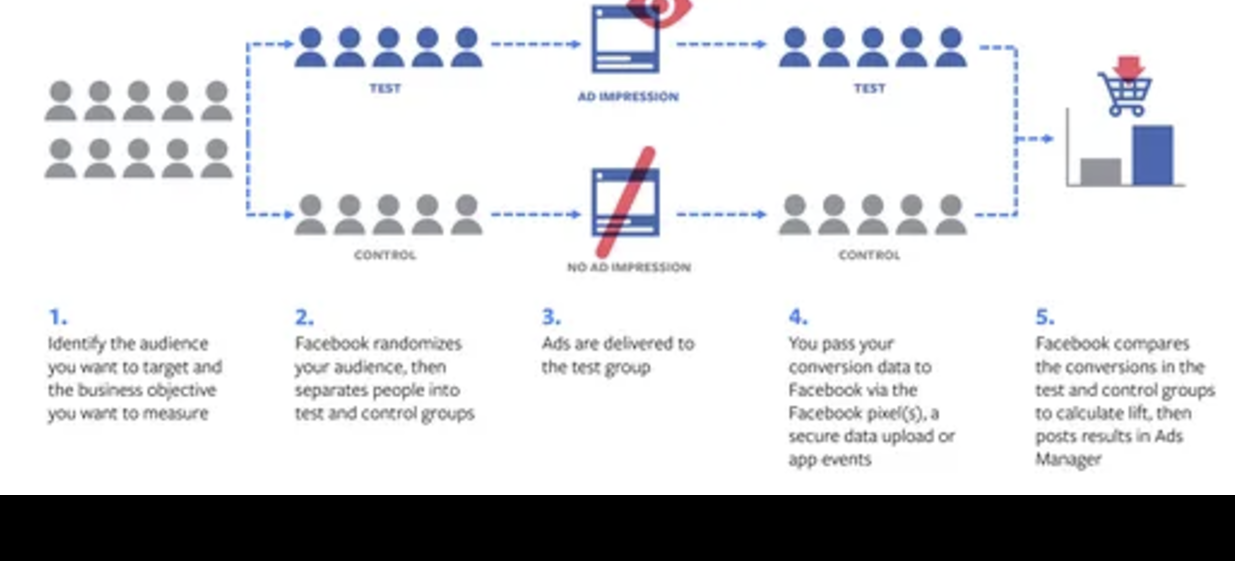 TEST
AD IMPRESSION
TEST
CONTROL
NO AD IMPRESSION
CONTROL
1.
Identify the audience
you want to target and
the business objective
you want to measure
2.
Facebook randomizes
your audience, then
separates people into
test and control groups
3.
Ads are delivered to
the test group
4.
You pass your
conversion data to
Facebook via the
Facebook pixel(s), a
secure data upload or
app events
5.
Facebook compares
the conversions in the
test and control groups
to calculate lift, then
posts results in Ads
Manager